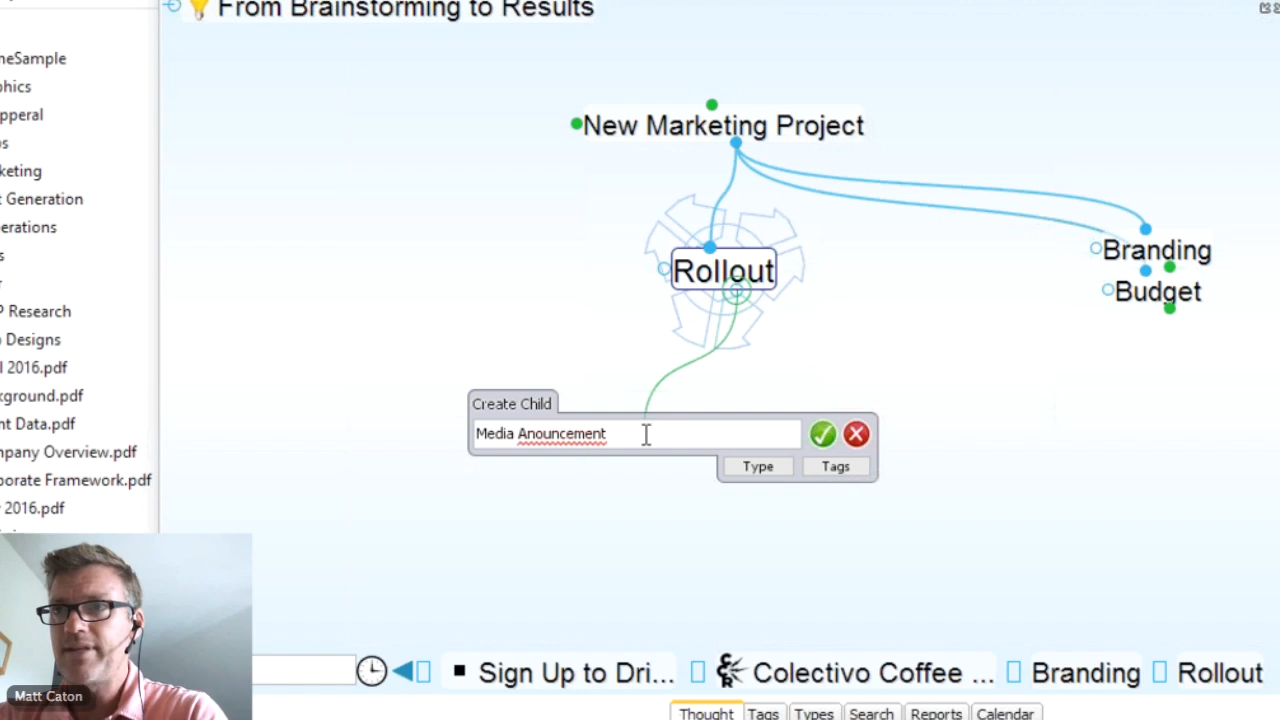 From Brainstorming to Results
neSample
hics
pperal
s
keting
New Marketing Project
t Generation
erations
s
Rollout
Branding
Budget
P Research
Designs
2016.pdf
kground.pdf
Create Child
nt Data.pdf
Media Anouncement
mpany Overview.pdf
Type
Tags
porate Framework.pdf
2016.pdf
Sign Up to Dri...
Colectivo Coffee ...
Branding
Rollout
Matt Caton
Thought
Tags
Types
Search
Reports
Calendar